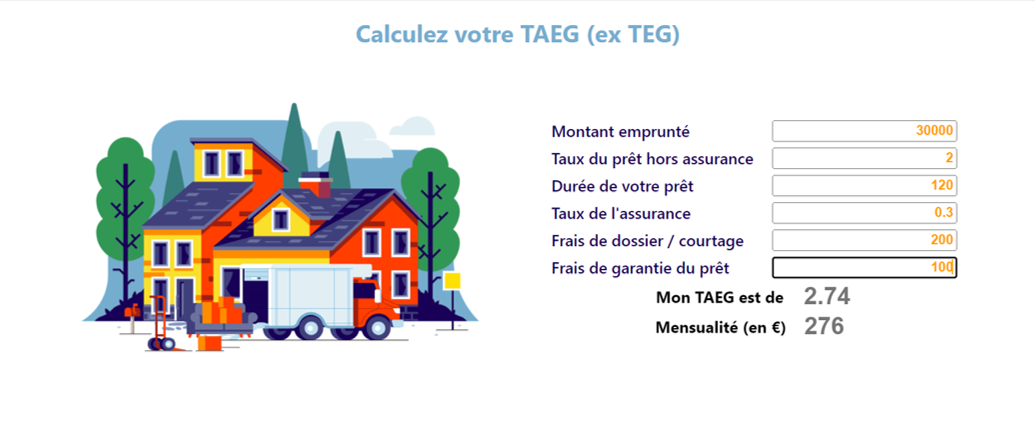 Calculez votre TAEG (ex TEG)
Montant emprunté 30000
Taux du prêt hors assurance 2
Durée de votre prêt 120
Taux de l'assurance 0.3
Frais de dossier / courtage 200
Frais de garantie du prêt 100
Mon TAEG est de 2.74
Mensualité (en €) 276